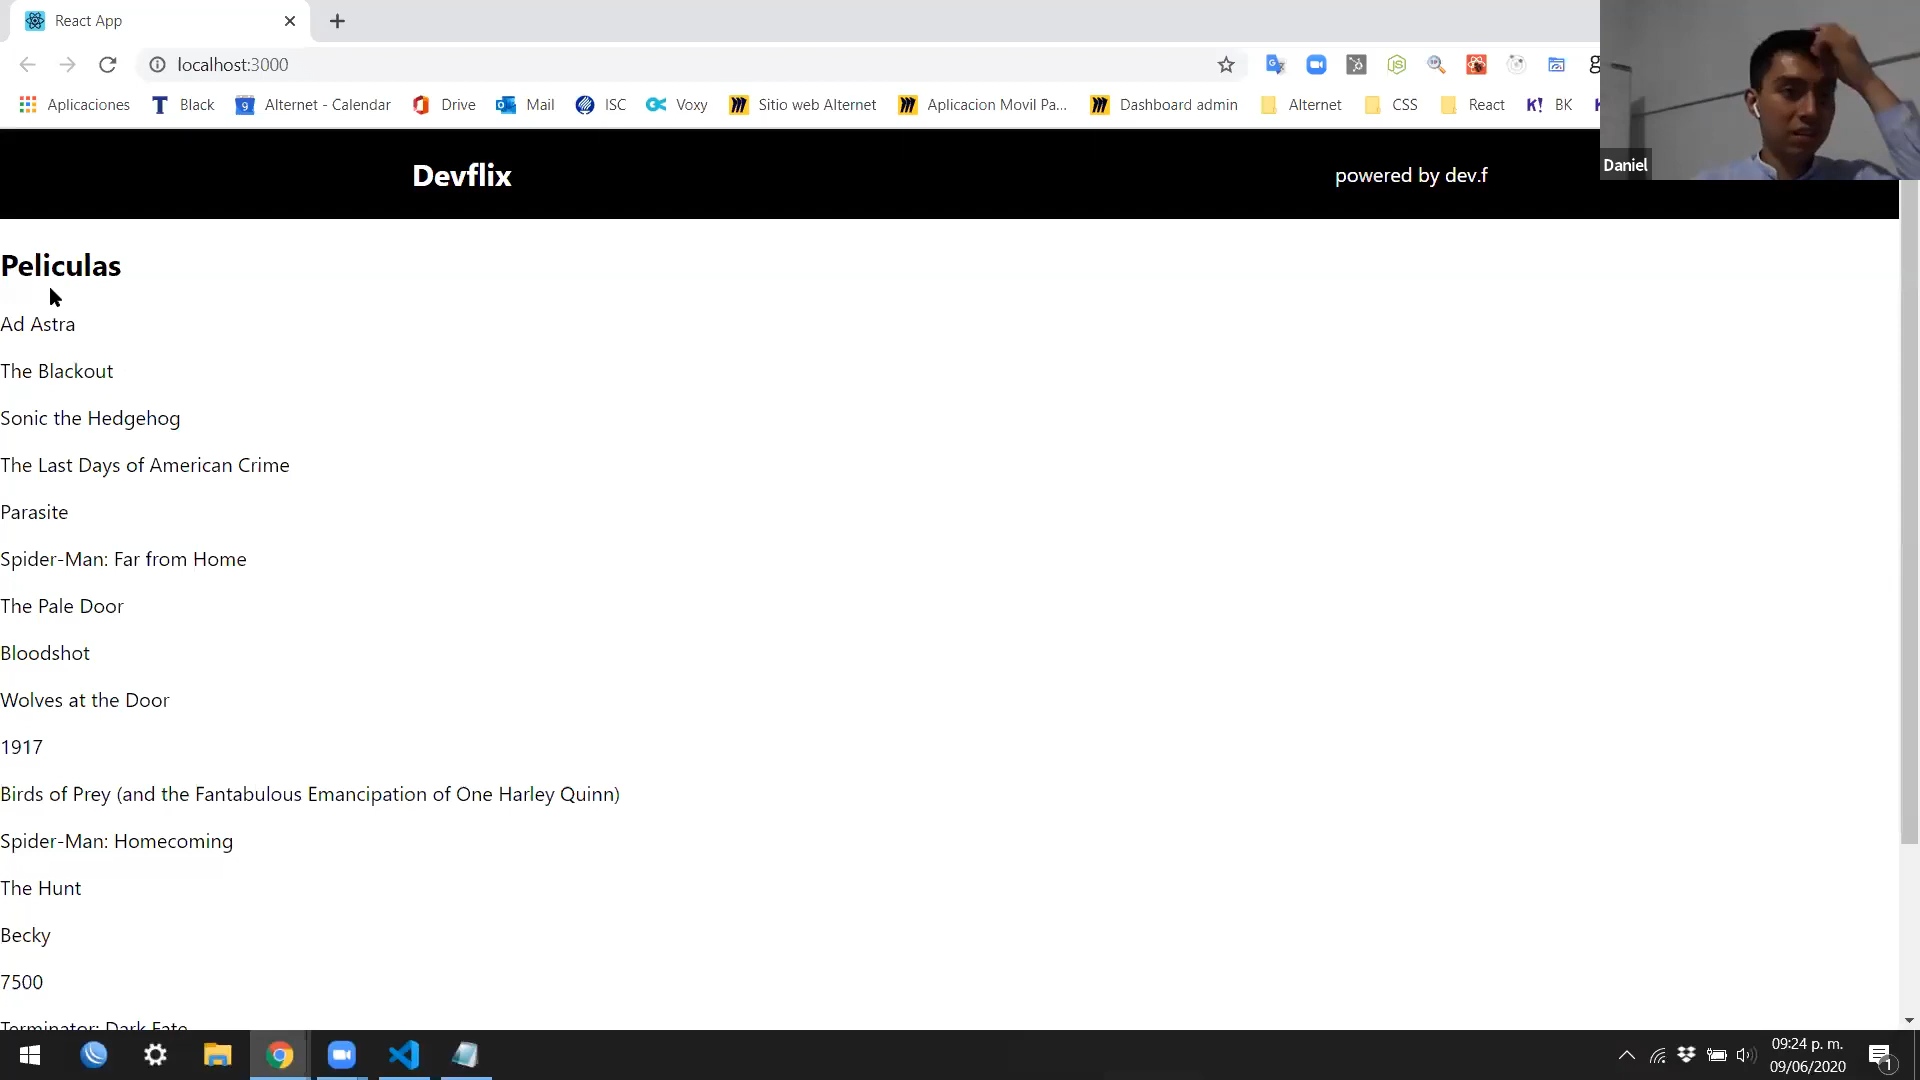 React App
localhost:3000
Aplicaciones Black Alternet - Calendar Drive Mail ISC Voxy Sitio web Alternet Aplicacion Movil Pa... Dashboard admin Alternet CSS React BK
Daniel
Devflix powered by dev.f
Peliculas
Ad Astra
The Blackout
Sonic the Hedgehog
The Last Days of American Crime
Parasite
Spider-Man: Far from Home
The Pale Door
Bloodshot
Wolves at the Door
1917
Birds of Prey (and the Fantabulous Emancipation of One Harley Quinn)
Spider-Man: Homecoming
The Hunt
Becky
7500
Terminator: Dark Fate
09:24 p. m.
09/06/2020
1